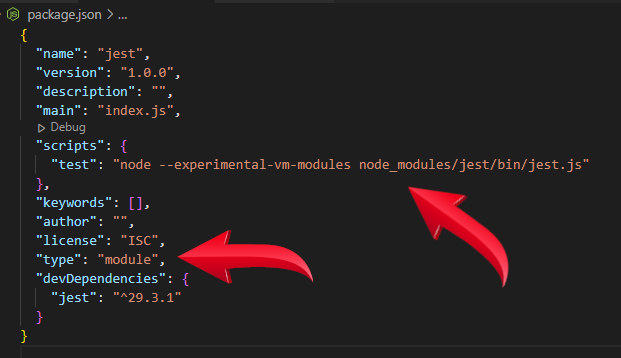 package.json > ...
{
"name": "jest",
"version": "1.0.0",
"description": "",
"main": "index.js",
Debug
"scripts": {
"test": "node --experimental-vm-modules node_modules/jest/bin/jest.js"
},
"keywords": [],
"author": "",
"license": "ISC",
"type": "module",
"devDependencies": {
"jest": "^29.3.1"
}
}